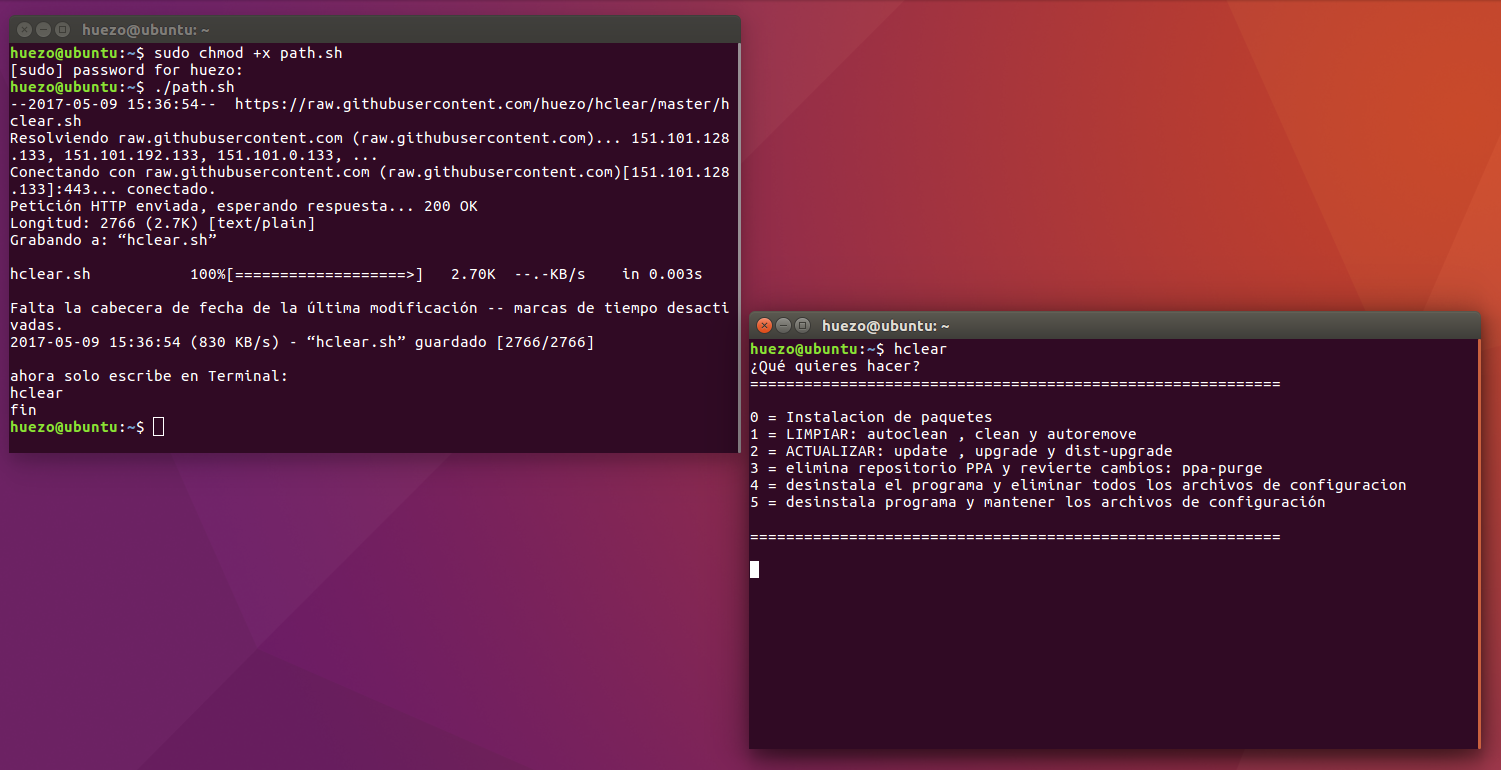 huezo@ubuntu: ~
huezo@ubuntu:~$ sudo chmod +x path.sh
[sudo] password for huezo:
huezo@ubuntu:~$ ./path.sh
--2017-05-09 15:36:54--  https://raw.githubusercontent.com/huezo/hclear/master/h
clear.sh
Resolviendo raw.githubusercontent.com (raw.githubusercontent.com)... 151.101.128
.133, 151.101.192.133, 151.101.0.133, ...
Conectando con raw.githubusercontent.com (raw.githubusercontent.com)[151.101.128
.133]:443... conectado.
Petición HTTP enviada, esperando respuesta... 200 OK
Longitud: 2766 (2.7K) [text/plain]
Grabando a: “hclear.sh”
hclear.sh           100%[===================>]   2.70K  --.-KB/s    in 0.003s
Falta la cabecera de fecha de la última modificación -- marcas de tiempo desacti
vadas.
2017-05-09 15:36:54 (830 KB/s) - “hclear.sh” guardado [2766/2766]
ahora solo escribe en Terminal:
hclear
fin
huezo@ubuntu:~$
huezo@ubuntu: ~
huezo@ubuntu:~$ hclear
¿Qué quieres hacer?
===========================================================
0 = Instalacion de paquetes
1 = LIMPIAR: autoclean , clean y autoremove
2 = ACTUALIZAR: update , upgrade y dist-upgrade
3 = elimina repositorio PPA y revierte cambios: ppa-purge
4 = desinstala el programa y eliminar todos los archivos de configuracion
5 = desinstala programa y mantener los archivos de configuración
===========================================================